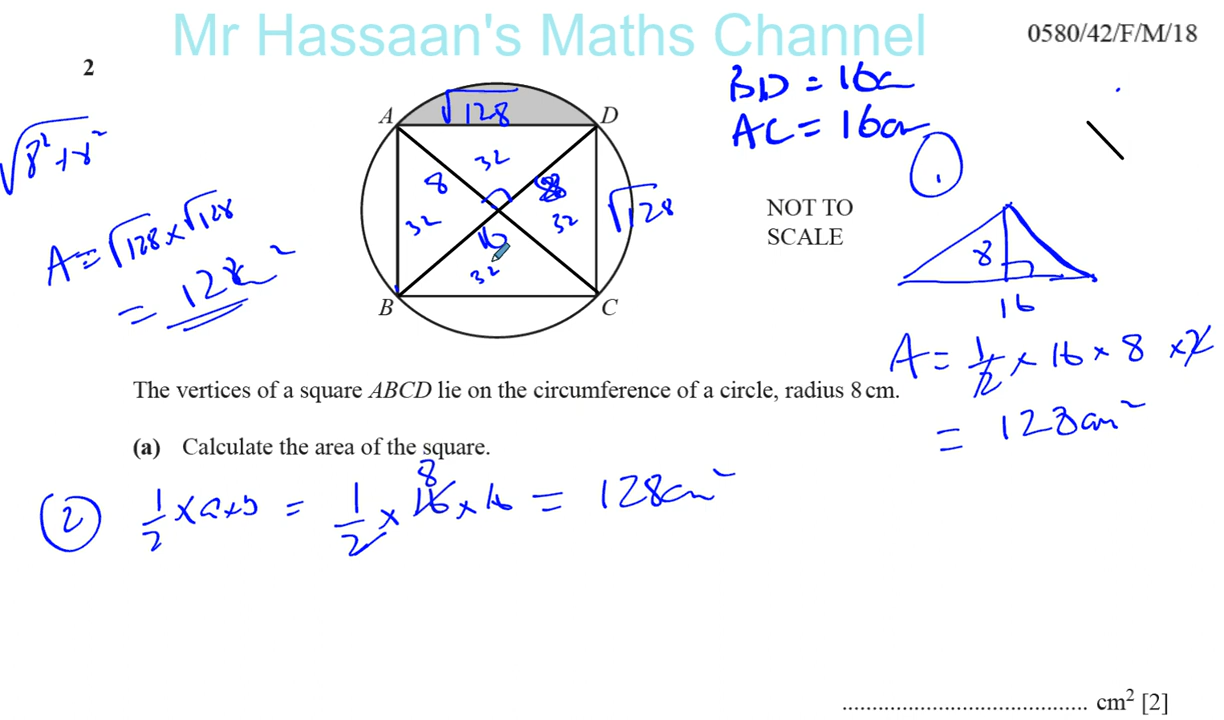 Mr Hassaan's Maths Channel
0580/42/F/M/18
2
BD = 16cm
AC = 16cm
√8²+8²
A √128 D
32
8 8
32 32
16
32
√128
B C
A = √128 × √128
= 128cm²
NOT TO
SCALE
1
8
16
A = 1/2 × 16 × 8 × 2
= 128cm²
The vertices of a square ABCD lie on the circumference of a circle, radius 8 cm.
(a) Calculate the area of the square.
2 1/2 × a × b = 1/2 × 16 × 16 = 128cm²
8
.......................................... cm² [2]